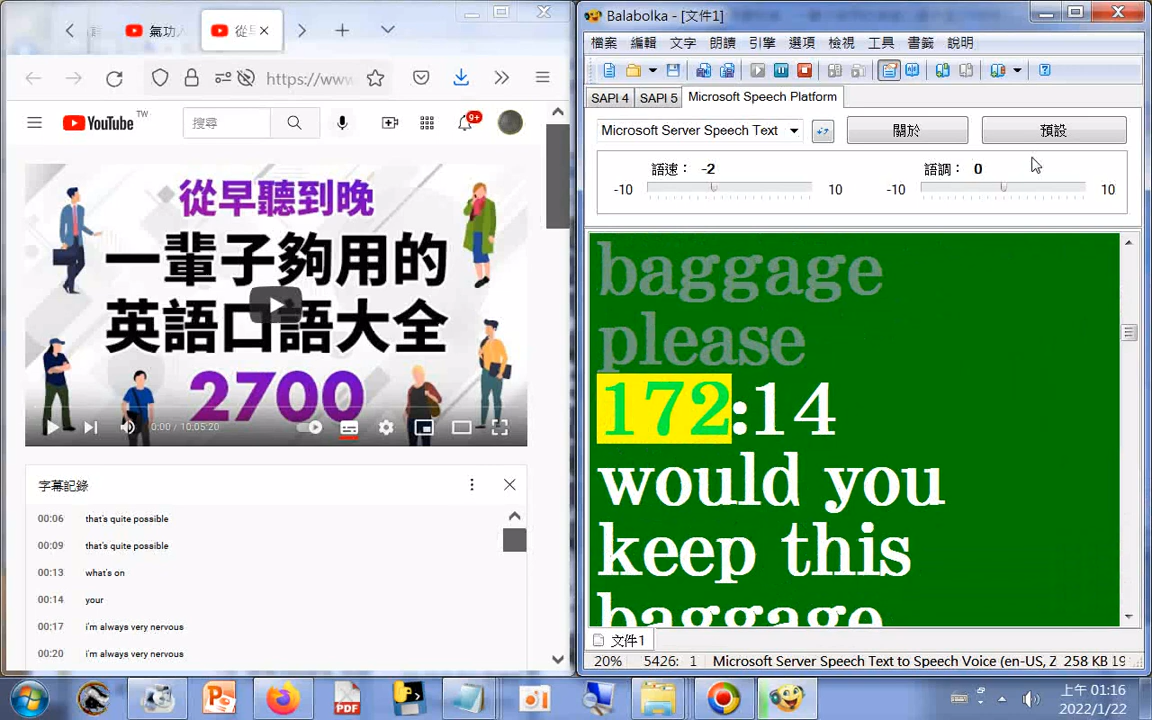 氣功
從
https://www
YouTube TW
搜尋
9+
從早聽到晚
一輩子夠用的
英語口語大全
2700
0:00 / 10:05:20
字幕記錄
00:06 that's quite possible
00:09 that's quite possible
00:13 what's on
00:14 your
00:17 i'm always very nervous
00:20 i'm always very nervous
Balabolka - [文件1]
檔案 編輯 文字 朗讀 引擎 選項 檢視 工具 書籤 說明
SAPI 4 SAPI 5 Microsoft Speech Platform
Microsoft Server Speech Text 關於 預設
語速： -2 語調： 0
-10 10 -10 10
baggage
please
172:14
would you
keep this
baggage
文件1
20% 5426: 1 Microsoft Server Speech Text to Speech Voice (en-US, Z 258 KB 19
PDF
上午 01:16
2022/1/22